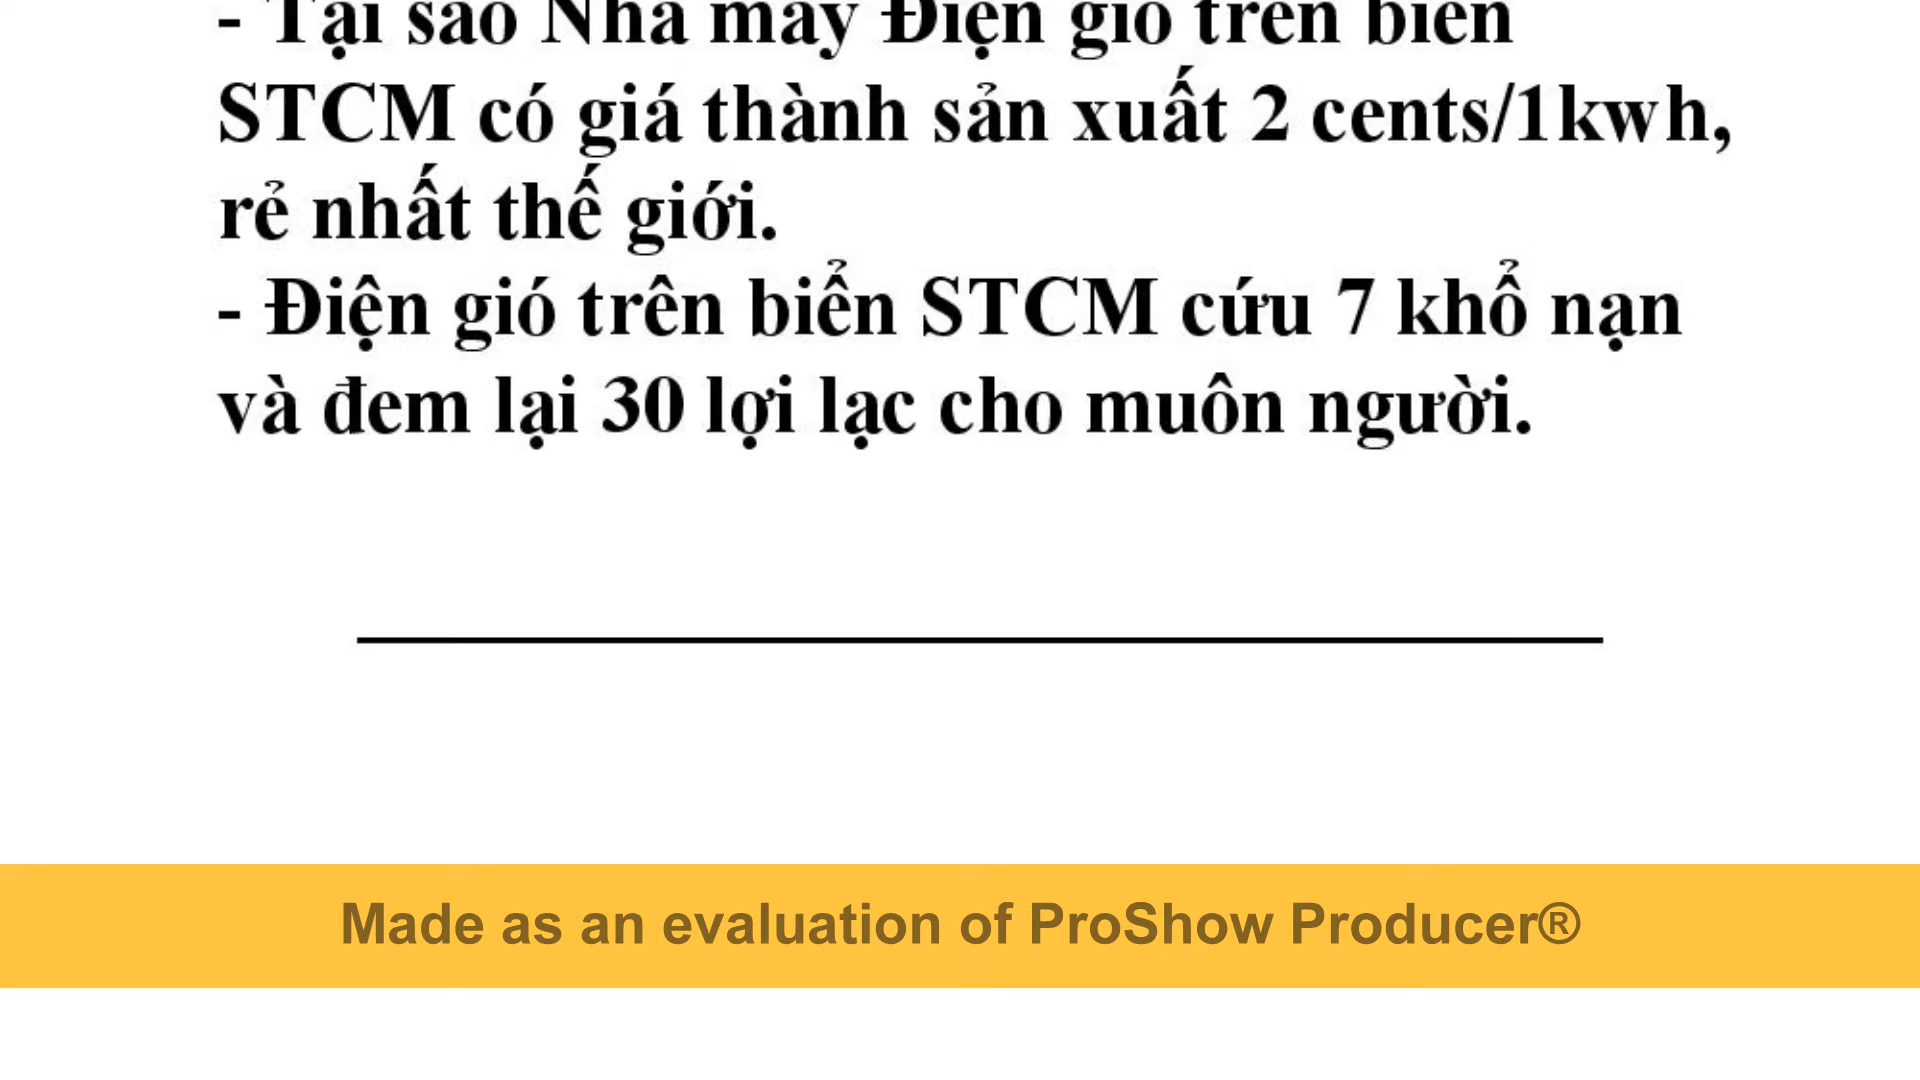 - Tại sao Nhà máy Điện gió trên biển
STCM có giá thành sản xuất 2 cents/1kwh,
rẻ nhất thế giới.
- Điện gió trên biển STCM cứu 7 khổ nạn
và đem lại 30 lợi lạc cho muôn người.
Made as an evaluation of ProShow Producer®